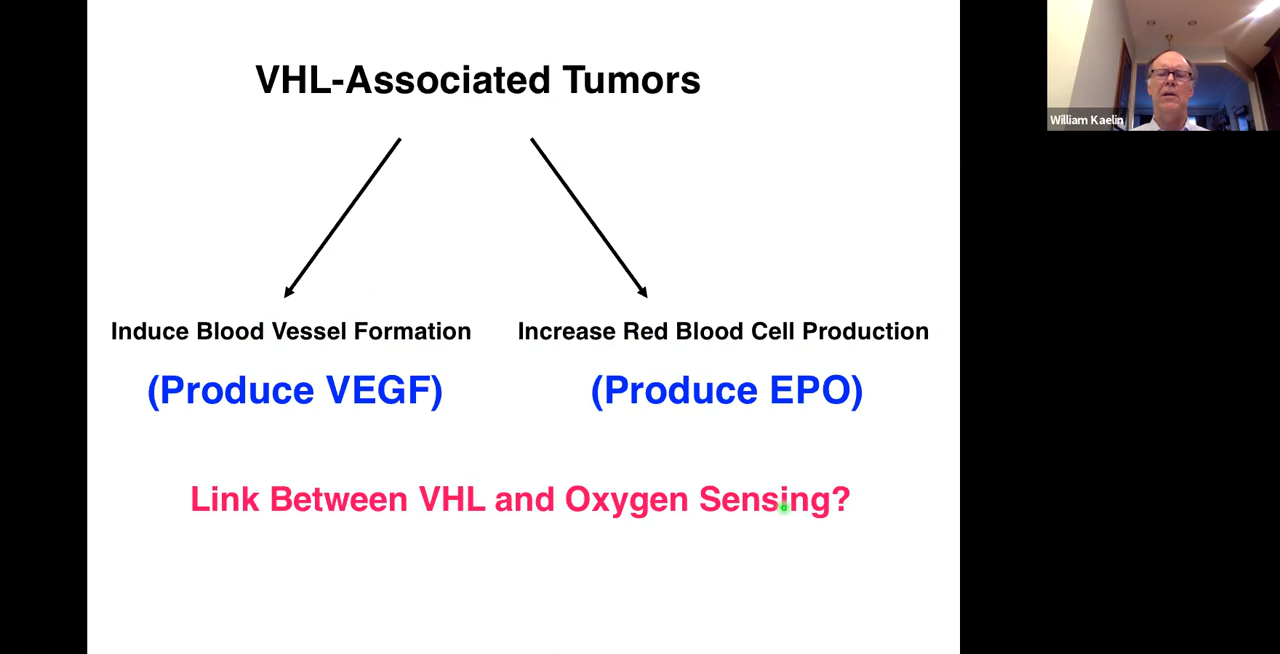 VHL-Associated Tumors
William Kaelin
Induce Blood Vessel Formation
Increase Red Blood Cell Production
(Produce VEGF)
(Produce EPO)
Link Between VHL and Oxygen Sensing?